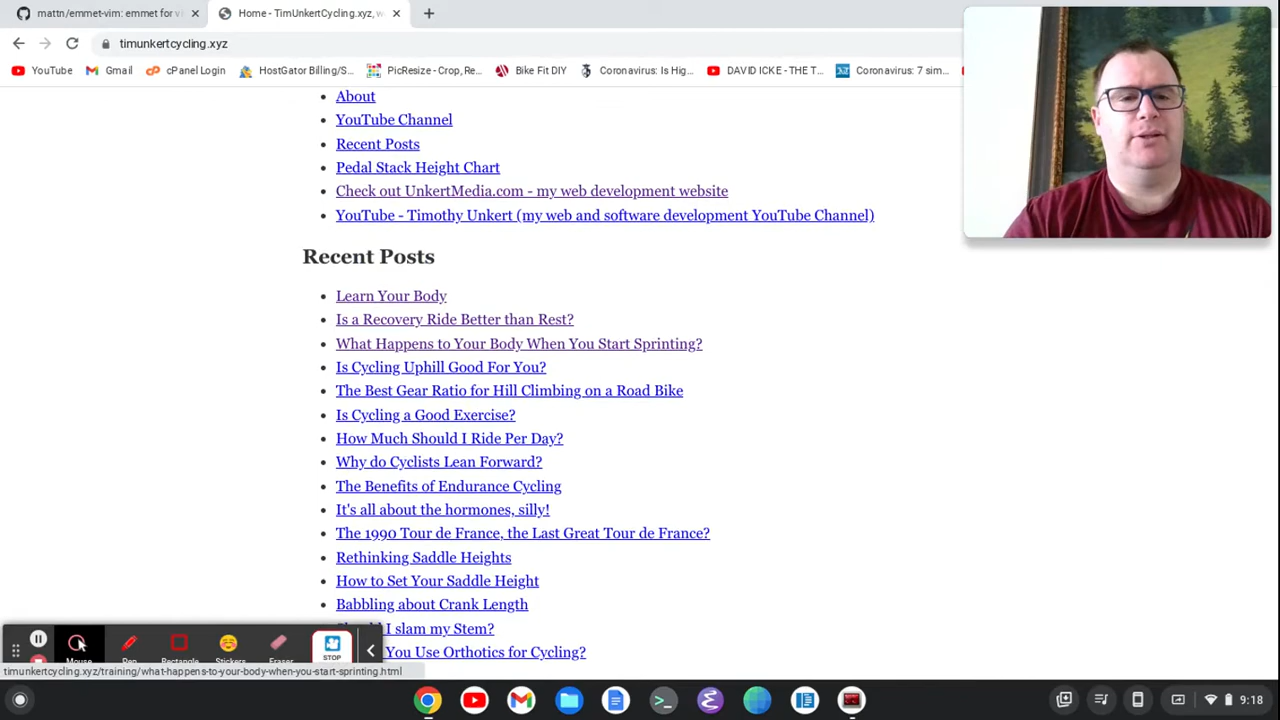 mattn/emmet-vim: emmet for v
Home - TimUnkertCycling.xyz, w
timunkertcycling.xyz
YouTube
Gmail
cPanel Login
HostGator Billing/S...
PicResize - Crop, Re...
Bike Fit DIY
Coronavirus: Is Hig...
DAVID ICKE - THE T...
Coronavirus: 7 sim...
About
YouTube Channel
Recent Posts
Pedal Stack Height Chart
Check out UnkertMedia.com - my web development website
YouTube - Timothy Unkert (my web and software development YouTube Channel)
Recent Posts
Learn Your Body
Is a Recovery Ride Better than Rest?
What Happens to Your Body When You Start Sprinting?
Is Cycling Uphill Good For You?
The Best Gear Ratio for Hill Climbing on a Road Bike
Is Cycling a Good Exercise?
How Much Should I Ride Per Day?
Why do Cyclists Lean Forward?
The Benefits of Endurance Cycling
It's all about the hormones, silly!
The 1990 Tour de France, the Last Great Tour de France?
Rethinking Saddle Heights
How to Set Your Saddle Height
Babbling about Crank Length
I slam my Stem?
You Use Orthotics for Cycling?
Mouse
Pen
Rectangle
Stickers
Eraser
STOP
timunkertcycling.xyz/training/what-happens-to-your-body-when-you-start-sprinting.html
9:18